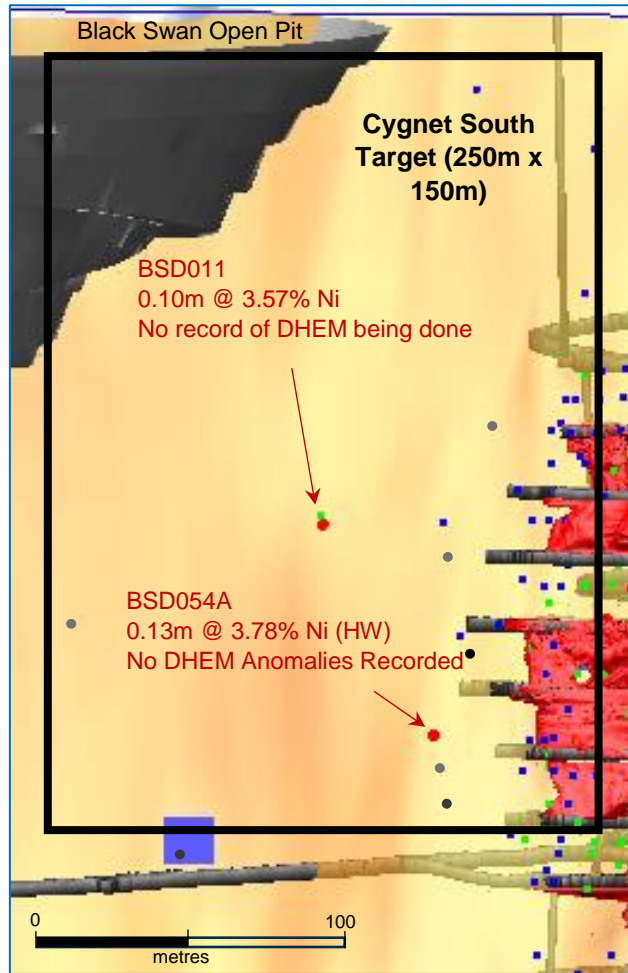 Black Swan Open Pit
Cygnet South
Target (250m x
150m)
BSD011
0.10m @ 3.57% Ni
No record of DHEM being done
BSD054A
0.13m @ 3.78% Ni (HW)
No DHEM Anomalies Recorded
0
100
metres